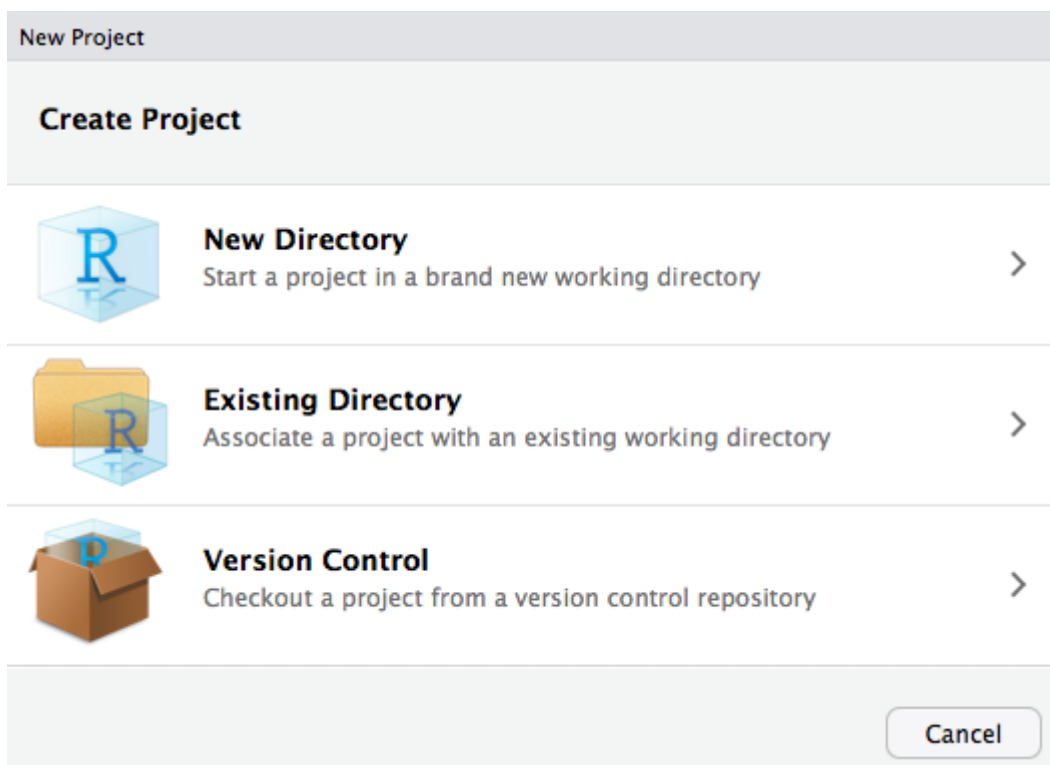 New Project
Create Project
R
New Directory
Start a project in a brand new working directory
R
Existing Directory
Associate a project with an existing working directory
R
Version Control
Checkout a project from a version control repository
Cancel